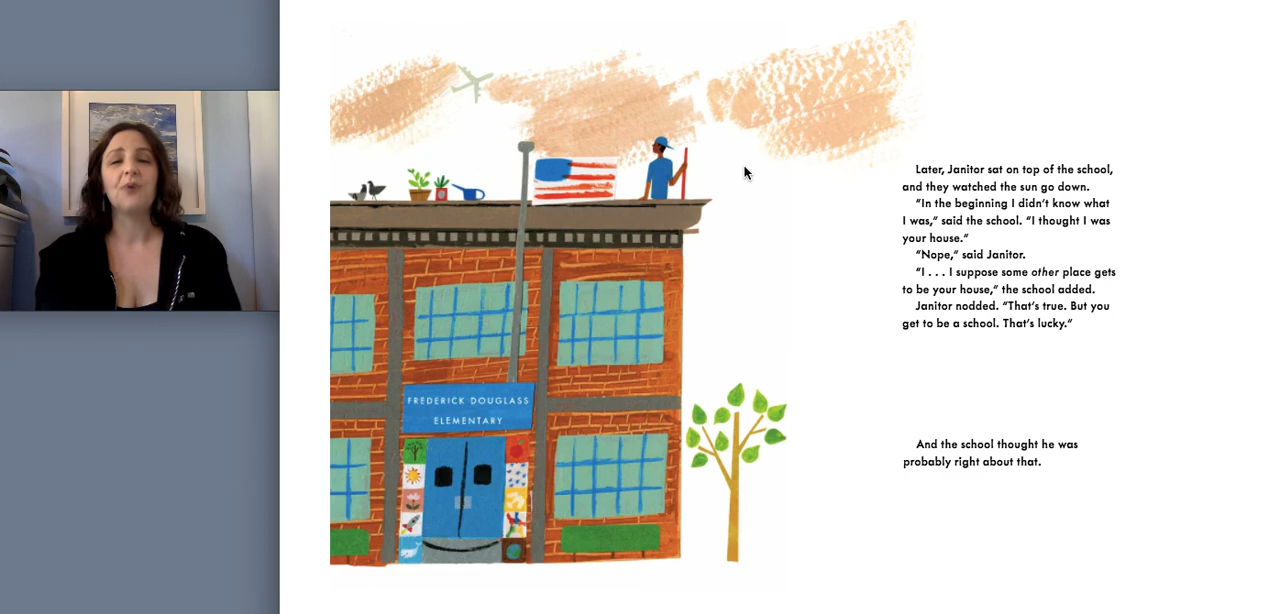 Later, Janitor sat on top of the school,
and they watched the sun go down.
“In the beginning I didn’t know what
I was,” said the school. “I thought I was
your house.”
“Nope,” said Janitor.
“I . . . I suppose some other place gets
to be your house,” the school added.
Janitor nodded. “That’s true. But you
get to be a school. That’s lucky.”
And the school thought he was
probably right about that.
FREDERICK DOUGLASS
ELEMENTARY